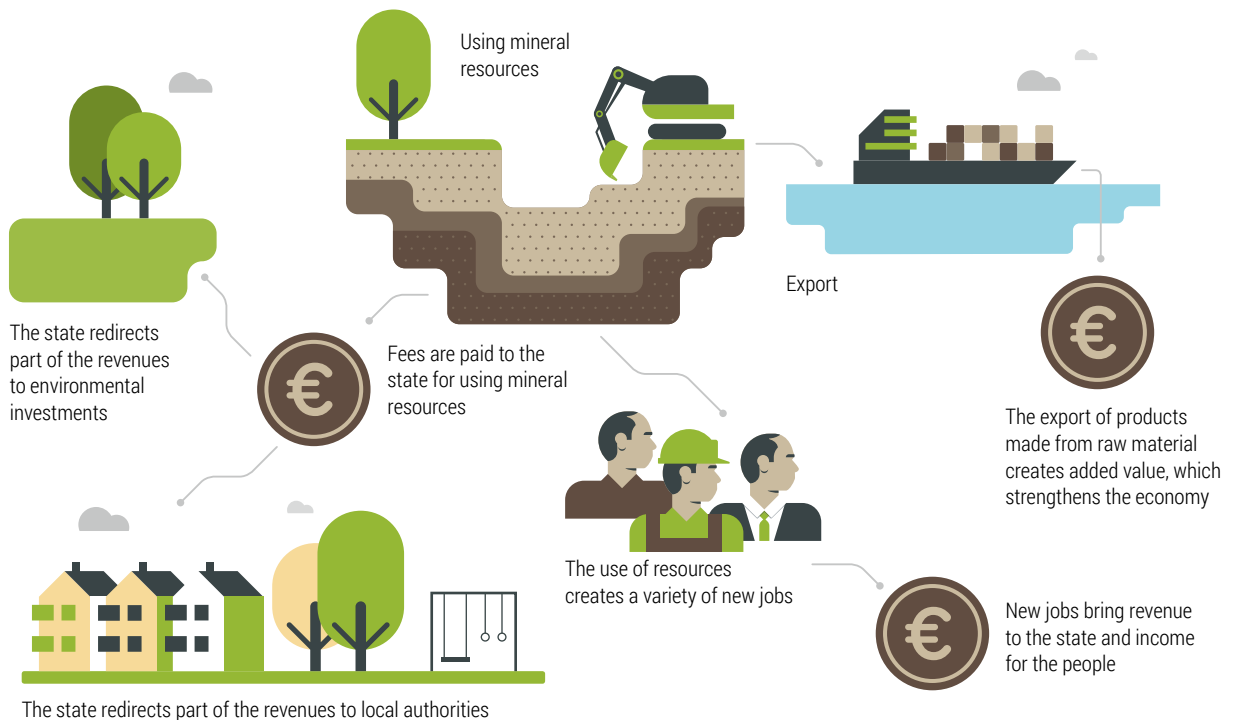 Using mineral
resources
Export
The state redirects
part of the revenues
to environmental
investments
€
Fees are paid to the
state for using mineral
resources
€
The export of products
made from raw material
creates added value, which
strengthens the economy
The use of resources
creates a variety of new jobs
€
New jobs bring revenue
to the state and income
for the people
The state redirects part of the revenues to local authorities